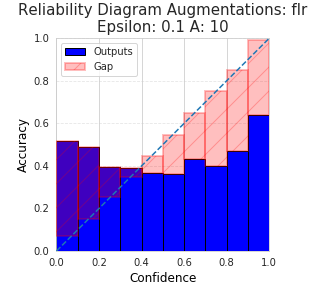 Reliability Diagram Augmentations: flr
Epsilon: 0.1 A: 10
1.0
0.8
0.6
0.4
0.2
0.0
Accuracy
Outputs
Gap
0.0 0.2 0.4 0.6 0.8 1.0
Confidence